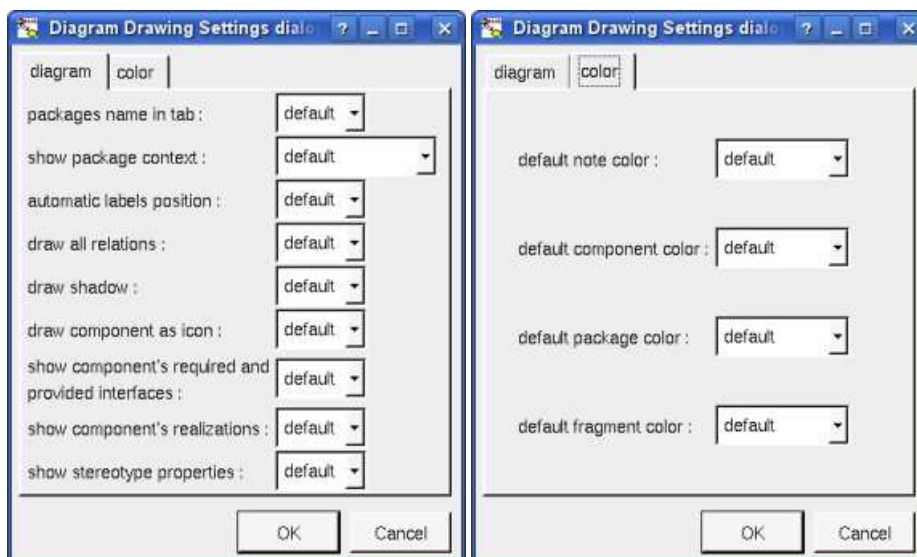 Diagram Drawing Settings dialo
diagram color
packages name in tab : default
show package context : default
automatic labels position : default
draw all relations : default
draw shadow : default
draw component as icon : default
show component's required and
provided interfaces : default
show component's realizations : default
show stereotype properties : default
OK Cancel
Diagram Drawing Settings dialo
diagram color
default note color : default
default component color : default
default package color : default
default fragment color : default
OK Cancel